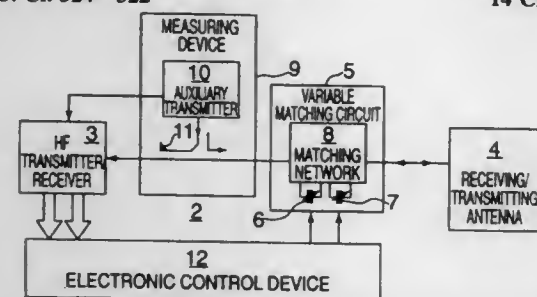 MEASURING
DEVICE
10
AUXILIARY
TRANSMITTER
11
9
5
VARIABLE
MATCHING CIRCUIT
8
MATCHING
NETWORK
6
7
3
HF
TRANSMITTER
RECEIVER
2
4
RECEIVING/
TRANSMITTING
ANTENNA
12
ELECTRONIC CONTROL DEVICE